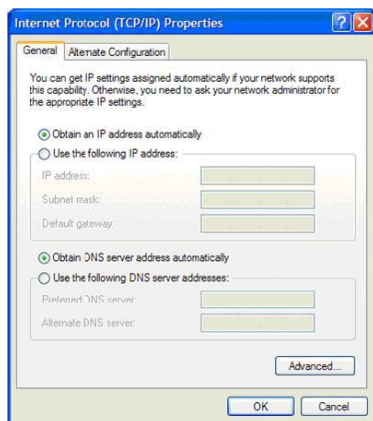 Internet Protocol (TCP/IP) Properties
General
Alternate Configuration
You can get IP settings assigned automatically if your network supports
this capability. Otherwise, you need to ask your network administrator for
the appropriate IP settings.
Obtain an IP address automatically
Use the following IP address:
IP address:
Subnet mask:
Default gateway:
Obtain DNS server address automatically
Use the following DNS server addresses:
Preferred DNS server:
Alternate DNS server:
Advanced...
OK
Cancel